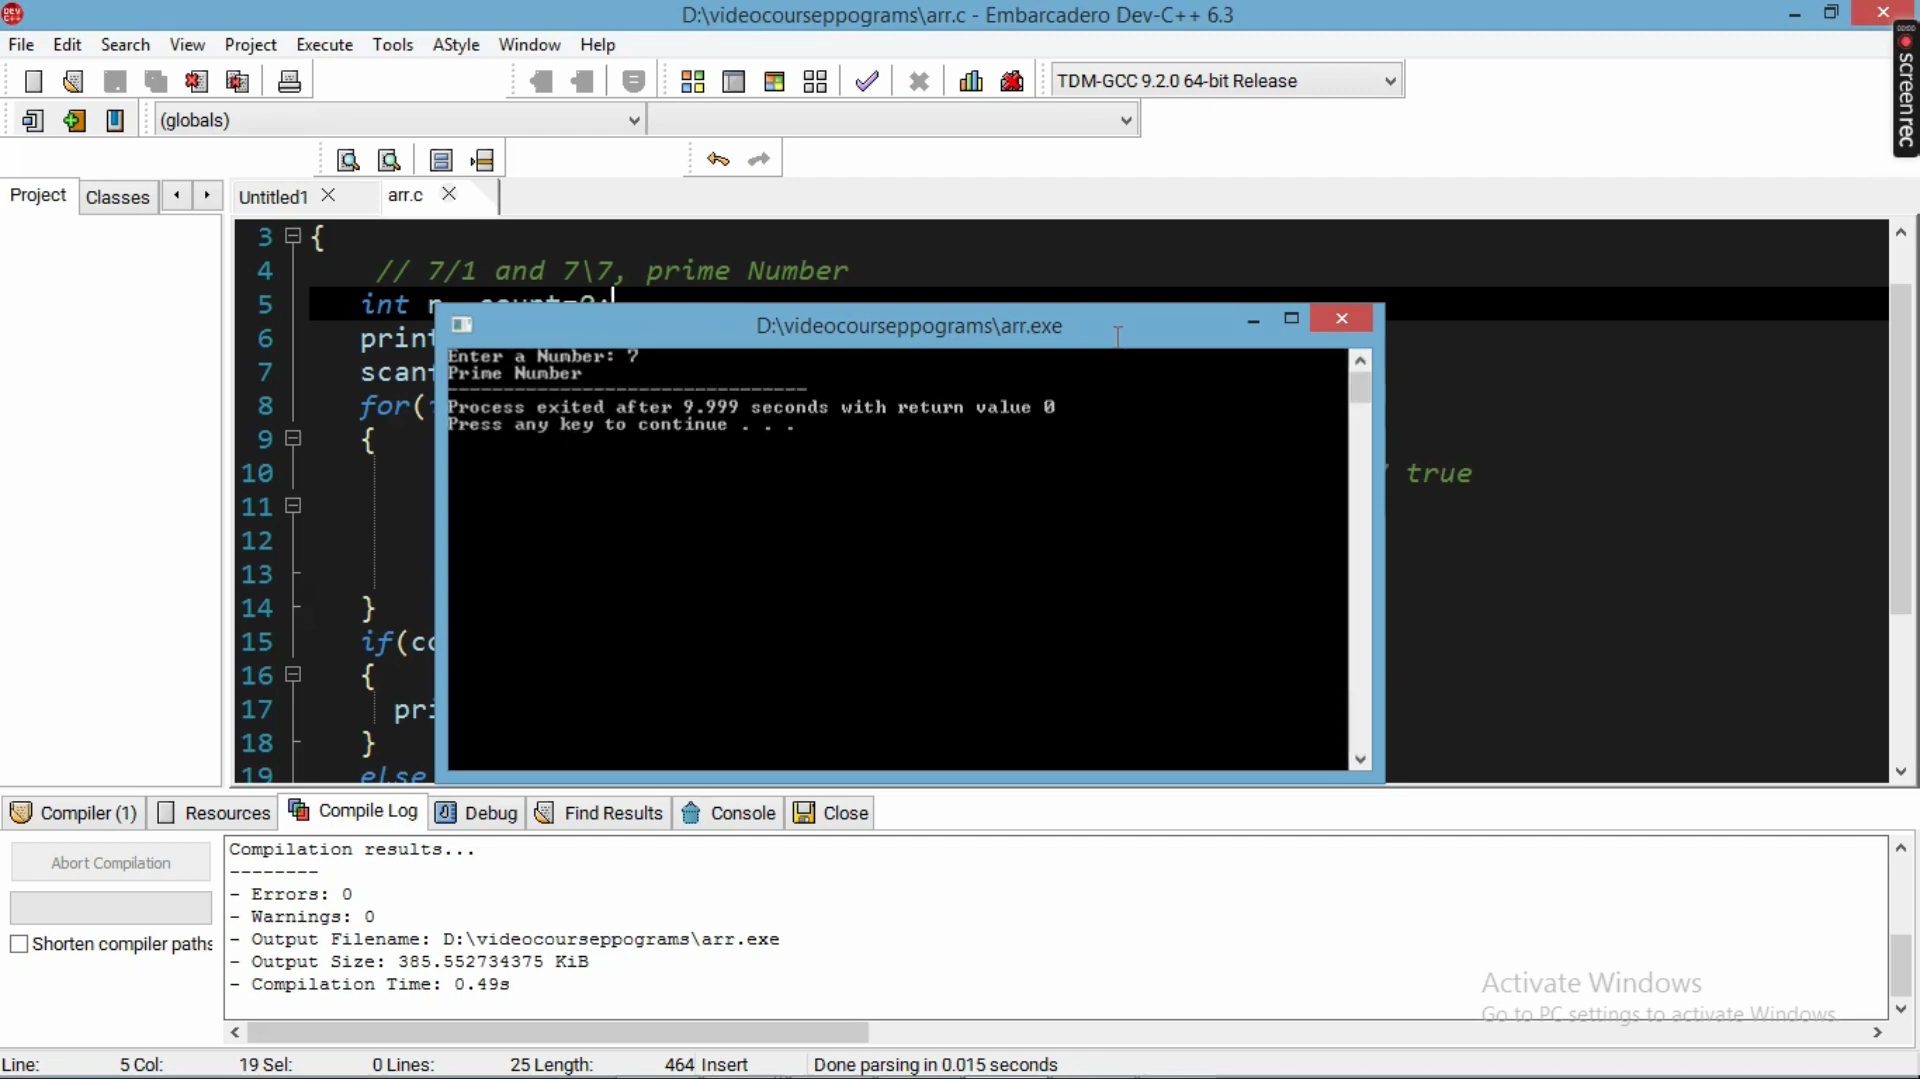 D:\videocourseppograms\arr.c - Embarcadero Dev-C++ 6.3
File Edit Search View Project Execute Tools AStyle Window Help
TDM-GCC 9.2.0 64-bit Release
(globals)
Project Classes Untitled1 arr.c
screenrec
3 {
4 // 7/1 and 7\7, prime Number
5 int n, count=0;
6 print
7 scanf
8 for(
9 {
10 true
11
12
13
14 }
15 if(co
16 {
17 pri
18 }
19 else
D:\videocourseppograms\arr.exe
Enter a Number: 7
Prime Number
--------------------------------
Process exited after 9.999 seconds with return value 0
Press any key to continue . . .
Compiler (1) Resources Compile Log Debug Find Results Console Close
Abort Compilation
Shorten compiler paths
Compilation results...
--------
- Errors: 0
- Warnings: 0
- Output Filename: D:\videocourseppograms\arr.exe
- Output Size: 385.552734375 KiB
- Compilation Time: 0.49s
Activate Windows
Go to PC settings to activate Windows.
Line: 5 Col: 19 Sel: 0 Lines: 25 Length: 464 Insert Done parsing in 0.015 seconds